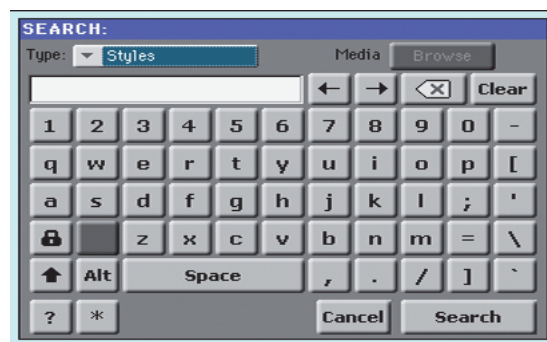 SEARCH:
Type: Styles Media Browse
← → Clear
1 2 3 4 5 6 7 8 9 0 -
q w e r t y u i o p [
a s d f g h j k l ; '
z x c v b n m = \
Alt Space , . / ] `
? * Cancel Search